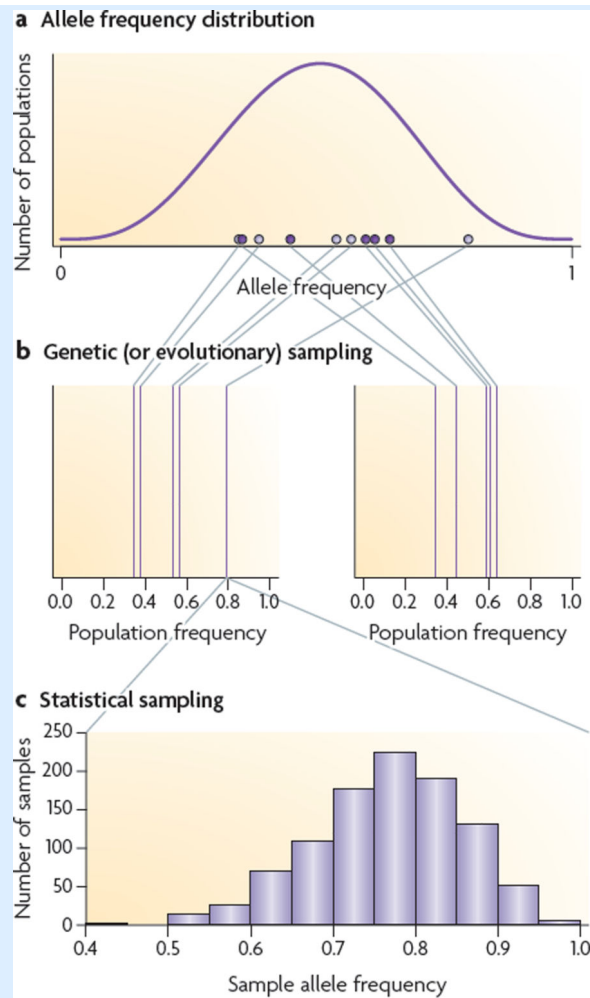 a Allele frequency distribution
Number of populations
0 1
Allele frequency
b Genetic (or evolutionary) sampling
0.0 0.2 0.4 0.6 0.8 1.0
Population frequency
0.0 0.2 0.4 0.6 0.8 1.0
Population frequency
c Statistical sampling
Number of samples
250
200
150
100
50
0
0.4 0.5 0.6 0.7 0.8 0.9 1.0
Sample allele frequency